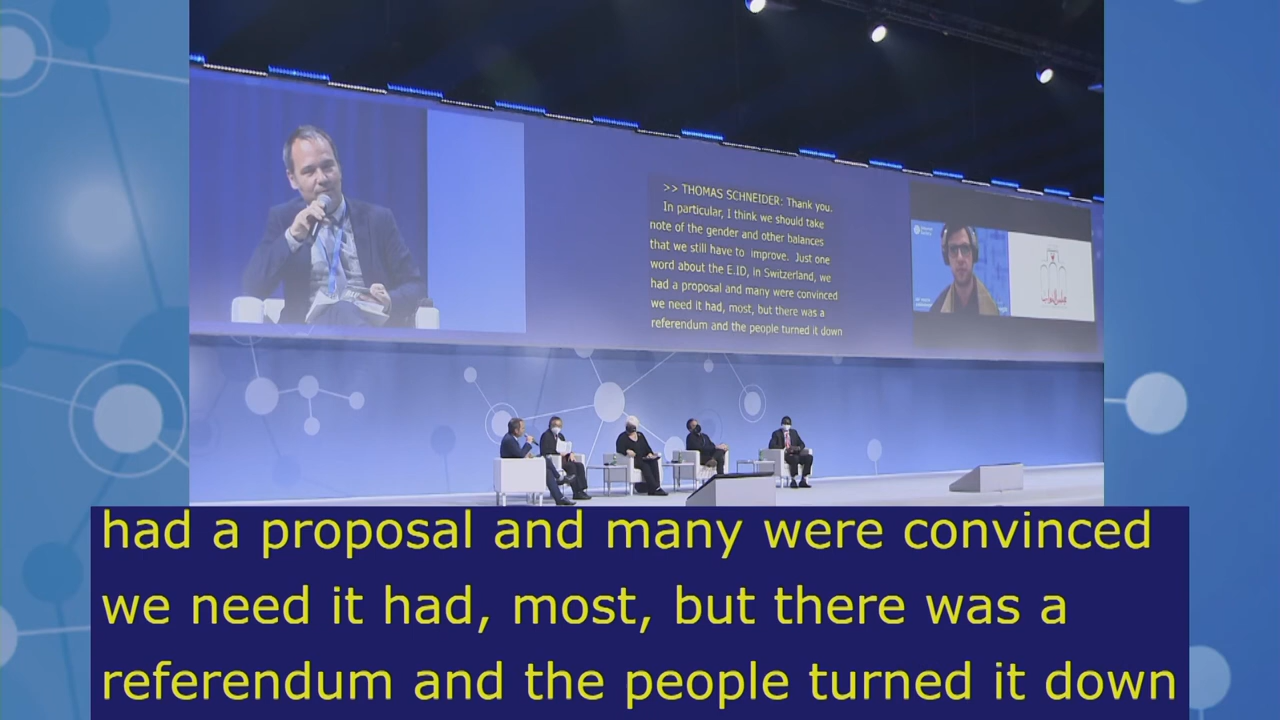 >> THOMAS SCHNEIDER: Thank you.
In particular, I think we should take
note of the gender and other balances
that we still have to improve. Just one
word about the E.ID, in Switzerland, we
had a proposal and many were convinced
we need it had, most, but there was a
referendum and the people turned it down
had a proposal and many were convinced
we need it had, most, but there was a
referendum and the people turned it down